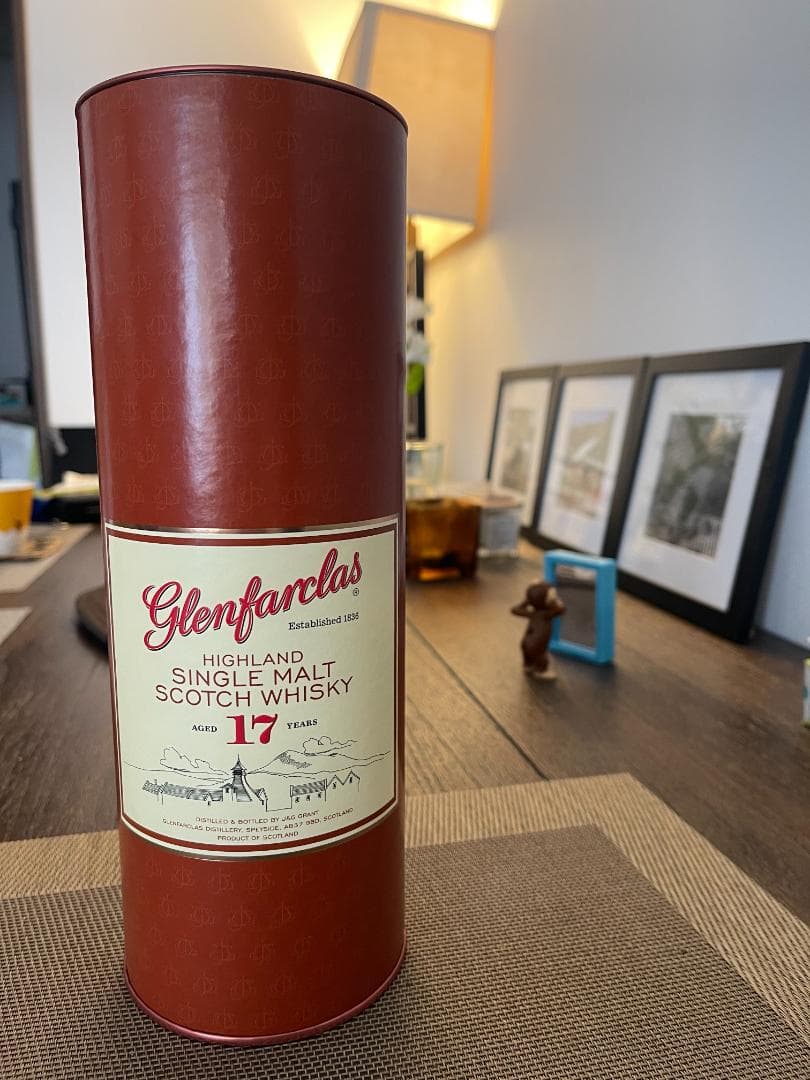 Glenfarclas ®
Established 1836
HIGHLAND
SINGLE MALT
SCOTCH WHISKY
AGED 17 YEARS
DISTILLED & BOTTLED BY J&G GRANT
GLENFARCLAS DISTILLERY, SPEYSIDE, AB37 9BD, SCOTLAND
PRODUCT OF SCOTLAND